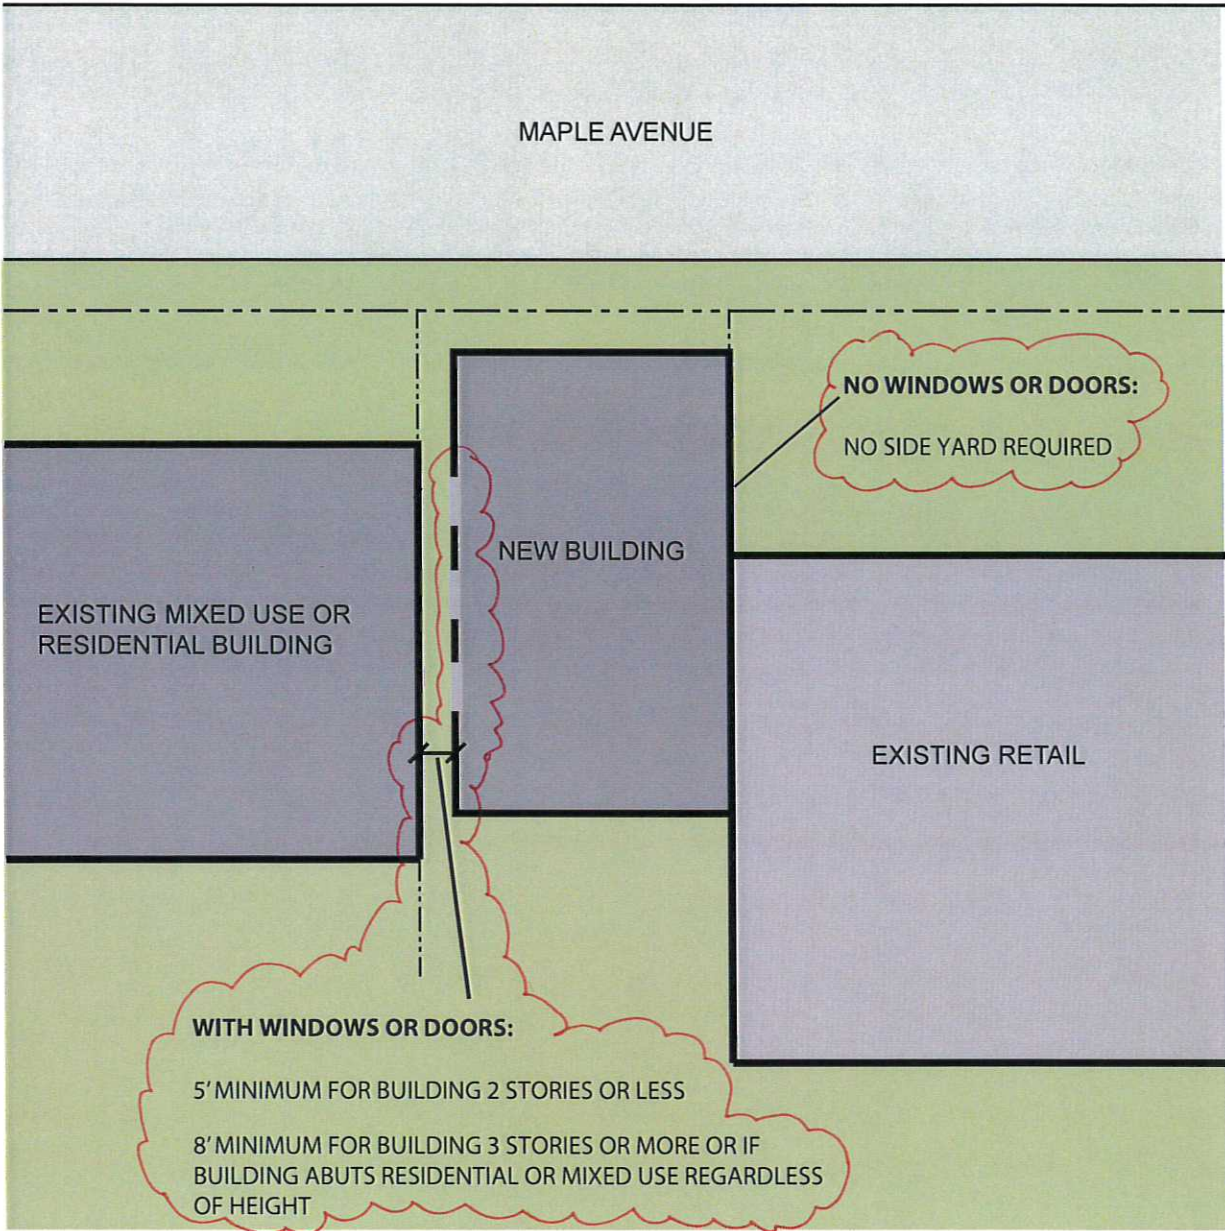 MAPLE AVENUE
NO WINDOWS OR DOORS:
NO SIDE YARD REQUIRED
NEW BUILDING
EXISTING MIXED USE OR
RESIDENTIAL BUILDING
EXISTING RETAIL
WITH WINDOWS OR DOORS:
5' MINIMUM FOR BUILDING 2 STORIES OR LESS
8' MINIMUM FOR BUILDING 3 STORIES OR MORE OR IF
BUILDING ABUTS RESIDENTIAL OR MIXED USE REGARDLESS
OF HEIGHT